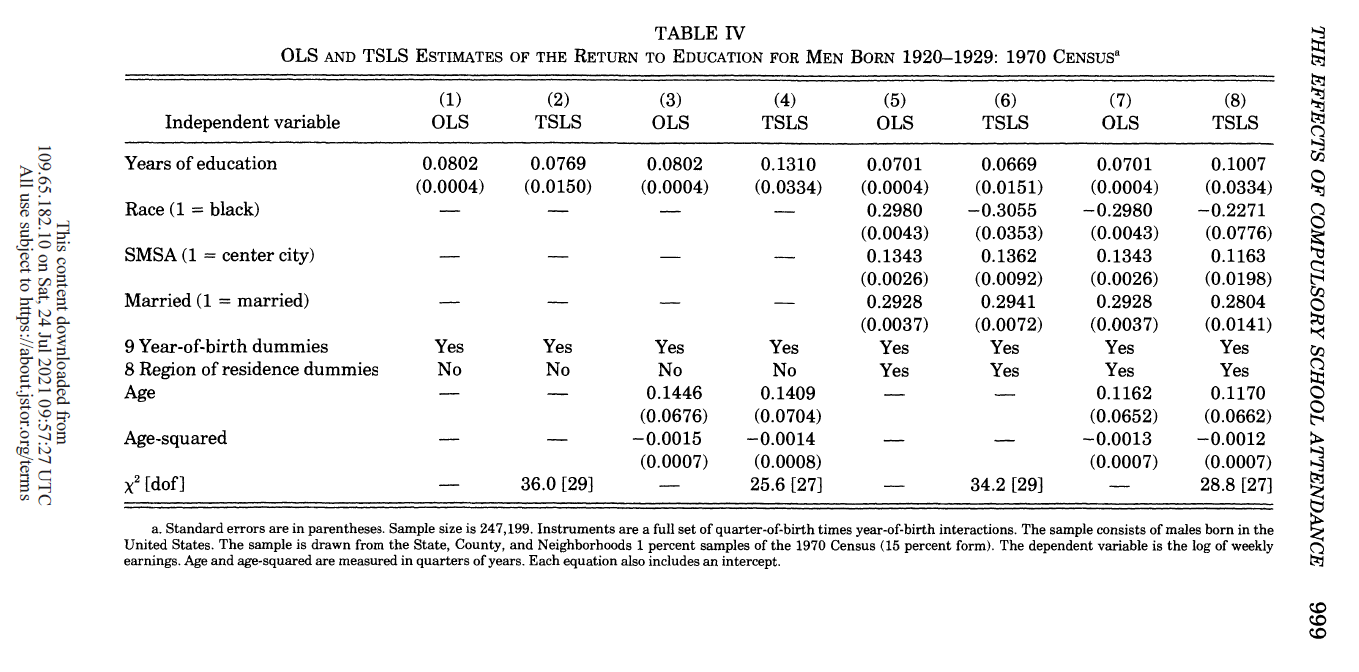 TABLE IV
OLS AND TSLS ESTIMATES OF THE RETURN TO EDUCATION FOR MEN BORN 1920–1929: 1970 CENSUSa
(1) (2) (3) (4) (5) (6) (7) (8)
Independent variable OLS TSLS OLS TSLS OLS TSLS OLS TSLS
Years of education 0.0802 0.0769 0.0802 0.1310 0.0701 0.0669 0.0701 0.1007
(0.0004) (0.0150) (0.0004) (0.0334) (0.0004) (0.0151) (0.0004) (0.0334)
Race (1 = black) — — — — 0.2980 −0.3055 −0.2980 −0.2271
(0.0043) (0.0353) (0.0043) (0.0776)
SMSA (1 = center city) — — — — 0.1343 0.1362 0.1343 0.1163
(0.0026) (0.0092) (0.0026) (0.0198)
Married (1 = married) — — — — 0.2928 0.2941 0.2928 0.2804
(0.0037) (0.0072) (0.0037) (0.0141)
9 Year-of-birth dummies Yes Yes Yes Yes Yes Yes Yes Yes
8 Region of residence dummies No No No No Yes Yes Yes Yes
Age — — 0.1446 0.1409 — — 0.1162 0.1170
(0.0676) (0.0704) (0.0652) (0.0662)
Age-squared — — −0.0015 −0.0014 — — −0.0013 −0.0012
(0.0007) (0.0008) (0.0007) (0.0007)
χ² [dof] — 36.0 [29] — 25.6 [27] — 34.2 [29] — 28.8 [27]
a. Standard errors are in parentheses. Sample size is 247,199. Instruments are a full set of quarter-of-birth times year-of-birth interactions. The sample consists of males born in the
United States. The sample is drawn from the State, County, and Neighborhoods 1 percent samples of the 1970 Census (15 percent form). The dependent variable is the log of weekly
earnings. Age and age-squared are measured in quarters of years. Each equation also includes an intercept.
THE EFFECTS OF COMPULSORY SCHOOL ATTENDANCE 999
This content downloaded from
109.65.182.10 on Sat, 24 Jul 2021 09:57:27 UTC
All use subject to https://about.jstor.org/terms